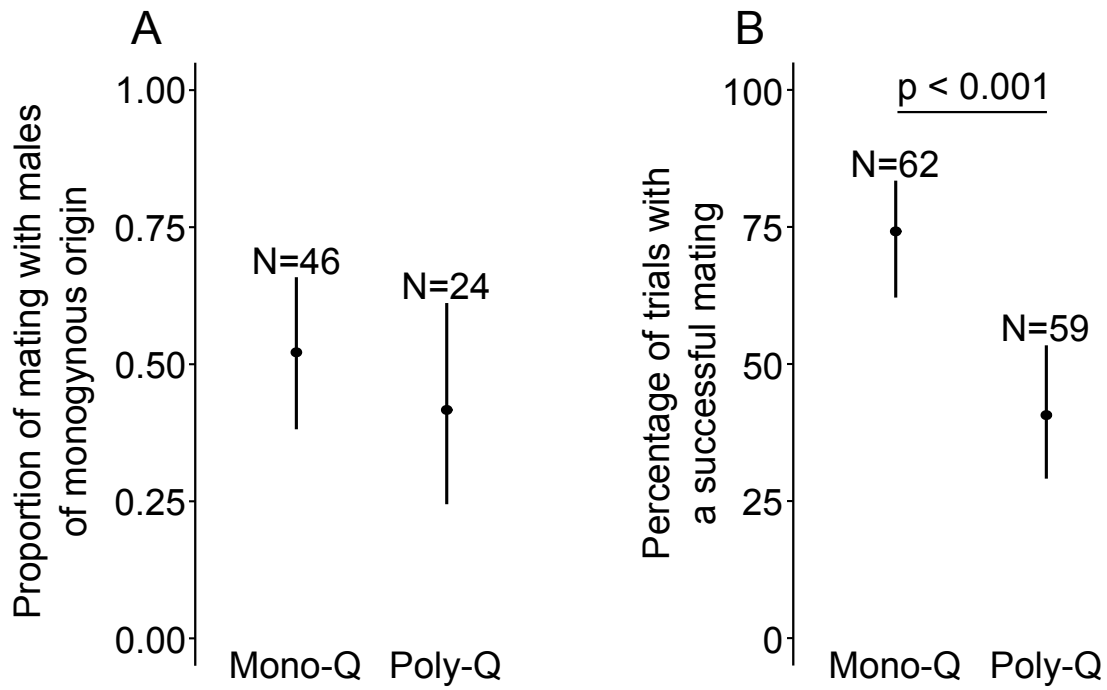 A
Proportion of mating with males
of monogynous origin
1.00
0.75
0.50
0.25
0.00
N=46
N=24
Mono-Q
Poly-Q
B
Percentage of trials with
a successful mating
100
75
50
25
0
p < 0.001
N=62
N=59
Mono-Q
Poly-Q